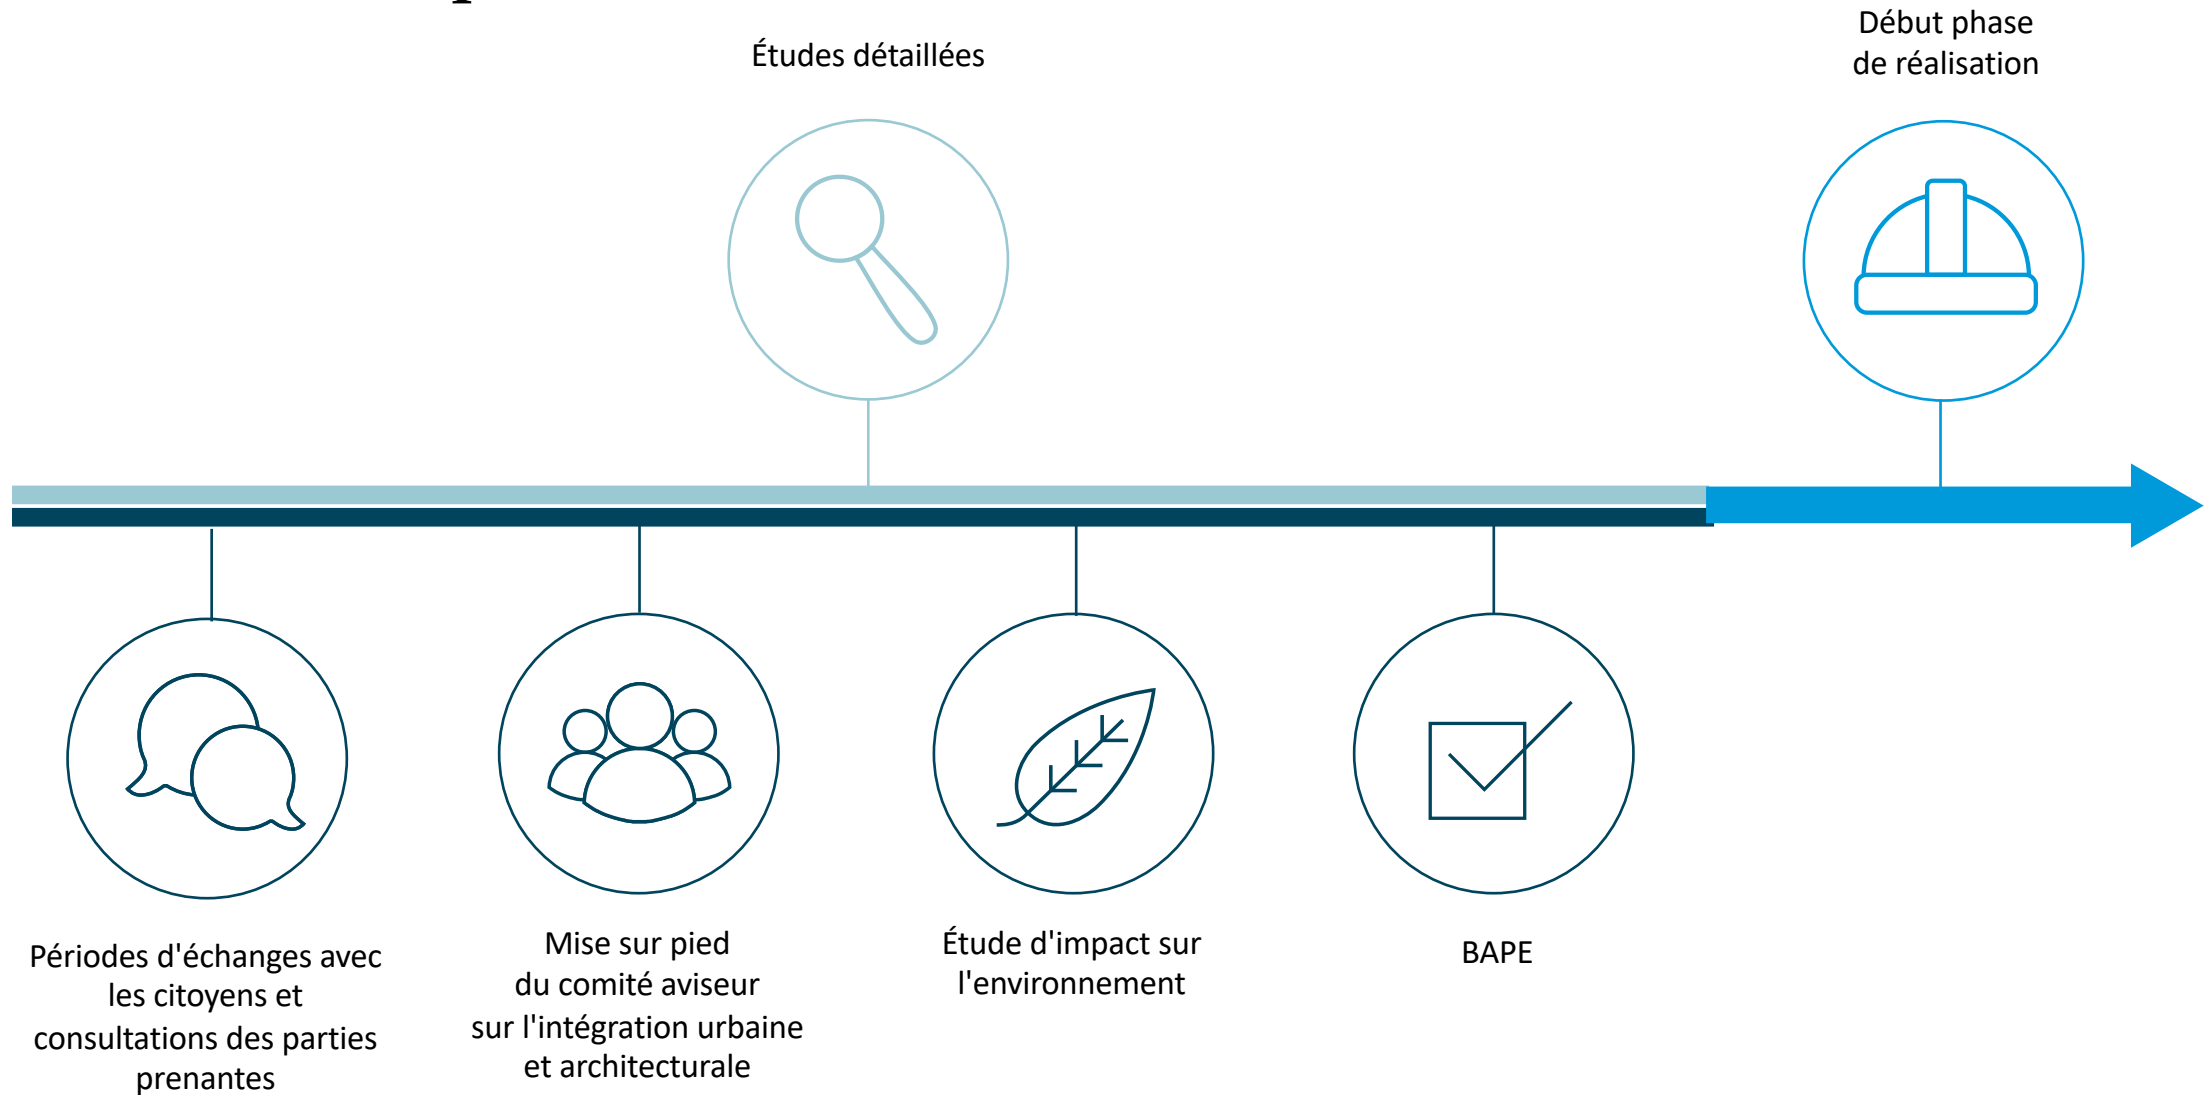 Études détaillées
Début phase
de réalisation
Périodes d'échanges avec
les citoyens et
consultations des parties
prenantes
Mise sur pied
du comité aviseur
sur l'intégration urbaine
et architecturale
Étude d'impact sur
l'environnement
BAPE